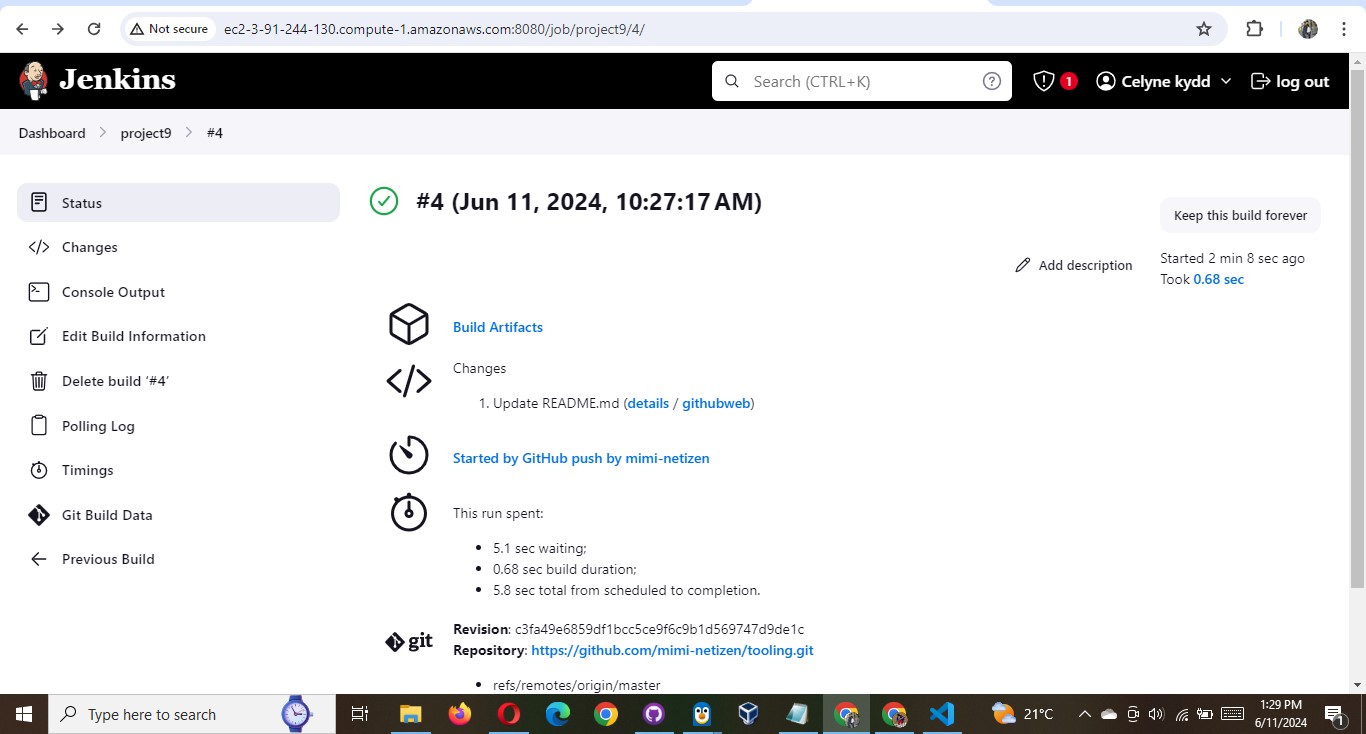 Not secure
ec2-3-91-244-130.compute-1.amazonaws.com:8080/job/project9/4/
Jenkins
Search (CTRL+K)
?
1
Celyne kydd
log out
Dashboard
project9
#4
Status
Changes
Console Output
Edit Build Information
Delete build ‘#4’
Polling Log
Timings
Git Build Data
Previous Build
#4 (Jun 11, 2024, 10:27:17 AM)
Keep this build forever
Add description
Started 2 min 8 sec ago
Took 0.68 sec
Build Artifacts
Changes
1. Update README.md (details / githubweb)
Started by GitHub push by mimi-netizen
This run spent:
5.1 sec waiting;
0.68 sec build duration;
5.8 sec total from scheduled to completion.
git
Revision: c3fa49e6859df1bcc5ce9f6c9b1d569747d9de1c
Repository: https://github.com/mimi-netizen/tooling.git
refs/remotes/origin/master
Type here to search
21°C
1:29 PM
6/11/2024
1